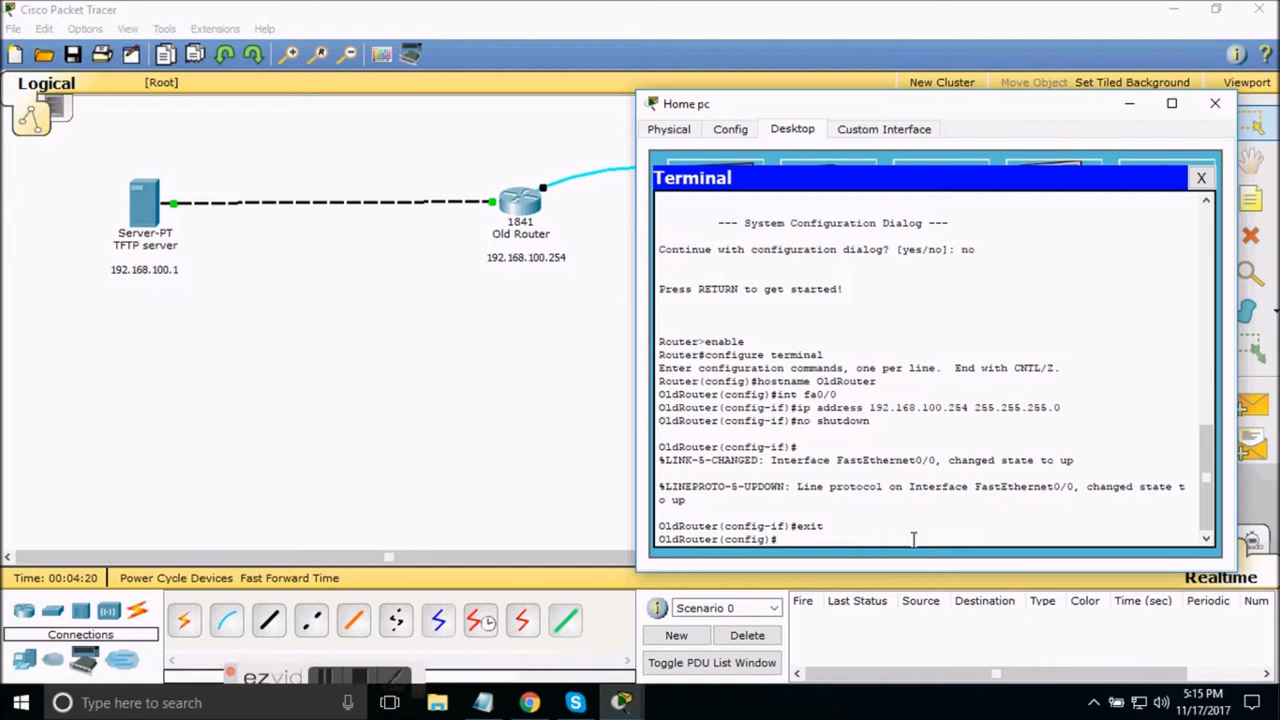 Cisco Packet Tracer
File Edit Options View Tools Extensions Help
Logical [Root] New Cluster Move Object Set Tiled Background Viewport
Server-PT
TFTP server
192.168.100.1
1841
Old Router
192.168.100.254
Home pc
Physical Config Desktop Custom Interface
Terminal X
--- System Configuration Dialog ---
Continue with configuration dialog? [yes/no]: no
Press RETURN to get started!
Router>enable
Router#configure terminal
Enter configuration commands, one per line. End with CNTL/Z.
Router(config)#hostname OldRouter
OldRouter(config)#int fa0/0
OldRouter(config-if)#ip address 192.168.100.254 255.255.255.0
OldRouter(config-if)#no shutdown
OldRouter(config-if)#
%LINK-5-CHANGED: Interface FastEthernet0/0, changed state to up
%LINEPROTO-5-UPDOWN: Line protocol on Interface FastEthernet0/0, changed state t
o up
OldRouter(config-if)#exit
OldRouter(config)#
Time: 00:04:20 Power Cycle Devices Fast Forward Time Realtime
Connections
Scenario 0
New Delete
Toggle PDU List Window
Fire Last Status Source Destination Type Color Time (sec) Periodic Num
ezvid
Type here to search
5:15 PM
11/17/2017